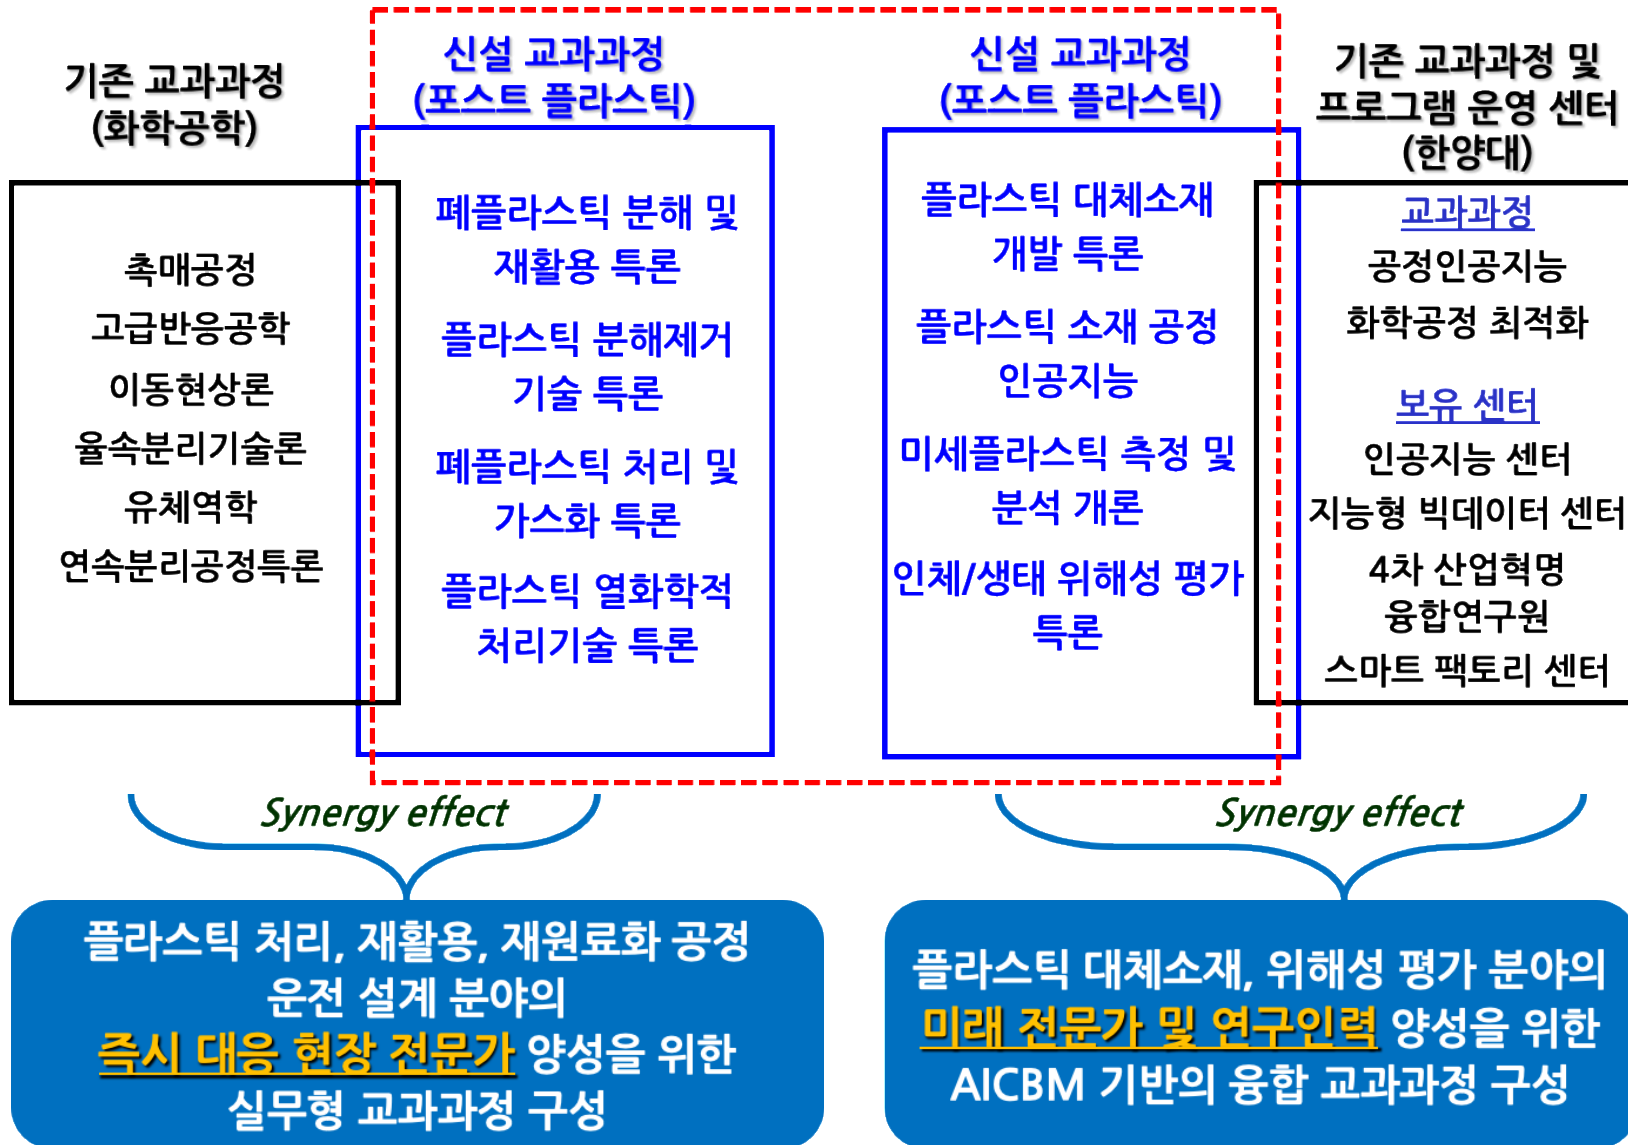 기존 교과과정
(화학공학)
촉매공정
고급반응공학
이동현상론
율속분리기술론
유체역학
연속분리공정특론
신설 교과과정
(포스트 플라스틱)
폐플라스틱 분해 및
재활용 특론
플라스틱 분해제거
기술 특론
폐플라스틱 처리 및
가스화 특론
플라스틱 열화학적
처리기술 특론
신설 교과과정
(포스트 플라스틱)
플라스틱 대체소재
개발 특론
플라스틱 소재 공정
인공지능
미세플라스틱 측정 및
분석 개론
인체/생태 위해성 평가
특론
기존 교과과정 및
프로그램 운영 센터
(한양대)
교과과정
공정인공지능
화학공정 최적화
보유 센터
인공지능 센터
지능형 빅데이터 센터
4차 산업혁명
융합연구원
스마트 팩토리 센터
Synergy effect
플라스틱 처리, 재활용, 재원료화 공정
운전 설계 분야의
즉시 대응 현장 전문가 양성을 위한
실무형 교과과정 구성
Synergy effect
플라스틱 대체소재, 위해성 평가 분야의
미래 전문가 및 연구인력 양성을 위한
AICBM 기반의 융합 교과과정 구성